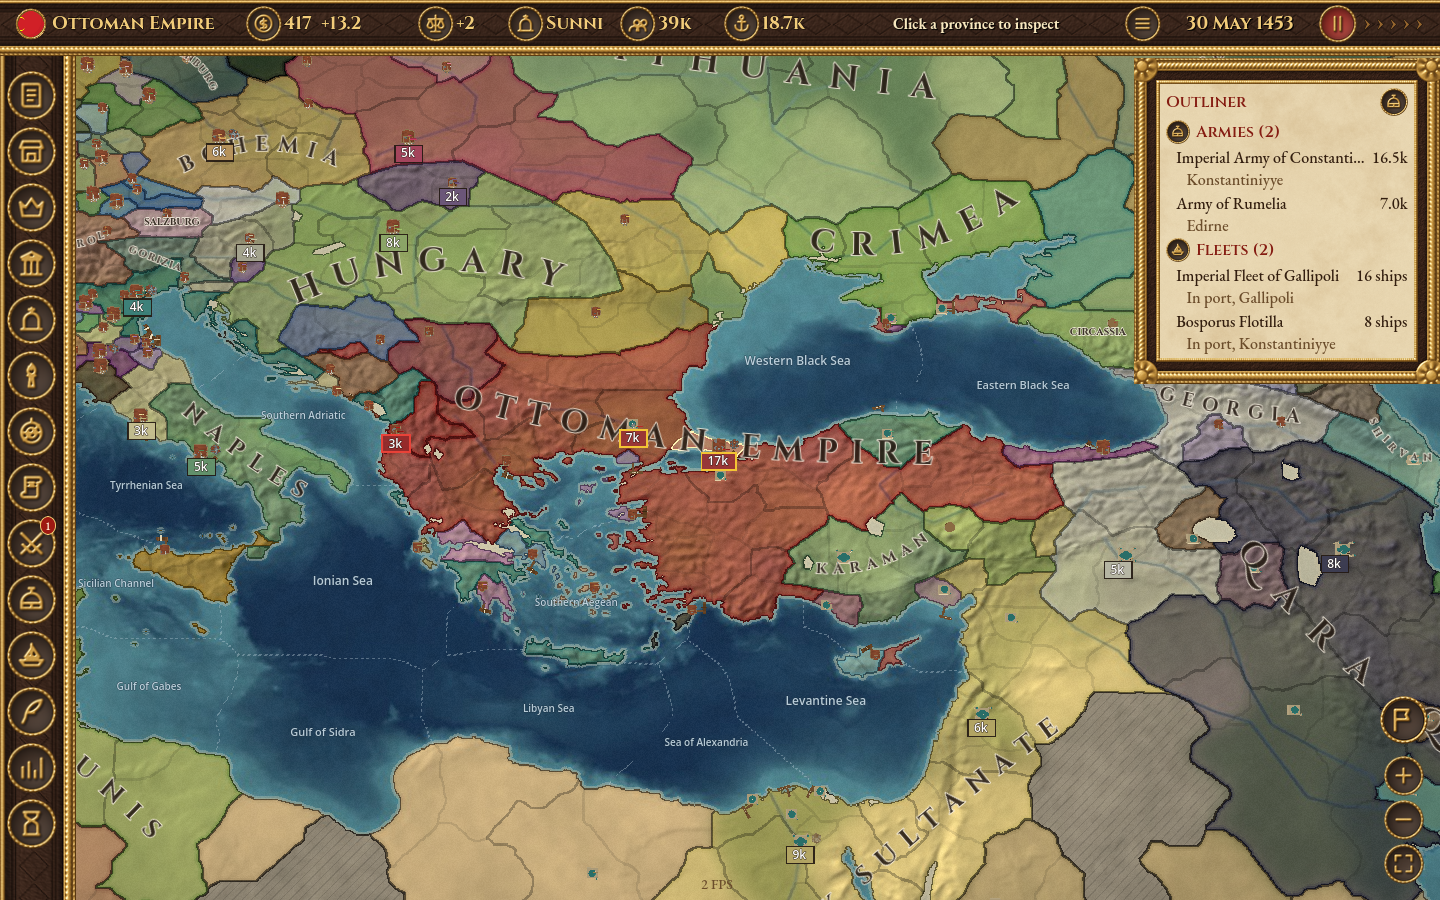 OTTOMAN EMPIRE 417 +13.2 +2 SUNNI 39K 18.7K Click a province to inspect 30 MAY 1453
OUTLINER
ARMIES (2)
Imperial Army of Constanti... 16.5k
Konstantiniyye
Army of Rumelia 7.0k
Edirne
FLEETS (2)
Imperial Fleet of Gallipoli 16 ships
In port, Gallipoli
Bosporus Flotilla 8 ships
In port, Konstantiniyye
BOHEMIA
6k
5k
2k
SALZBURG
GORIZIA
4k
8k
HUNGARY
CRIMEA
4k
CIRCASSIA
Western Black Sea
Eastern Black Sea
GEORGIA
SHIRVAN
NAPLES
Southern Adriatic
OTTOMAN EMPIRE
3k
3k
7k
17k
5k
Tyrrhenian Sea
1
KARAMAN
5k
8k
QARA
Ionian Sea
Sicilian Channel
Southern Aegean
Gulf of Gabes
Levantine Sea
Libyan Sea
Gulf of Sidra
Sea of Alexandria
6k
SULTANATE
UNIS
9k
2 FPS